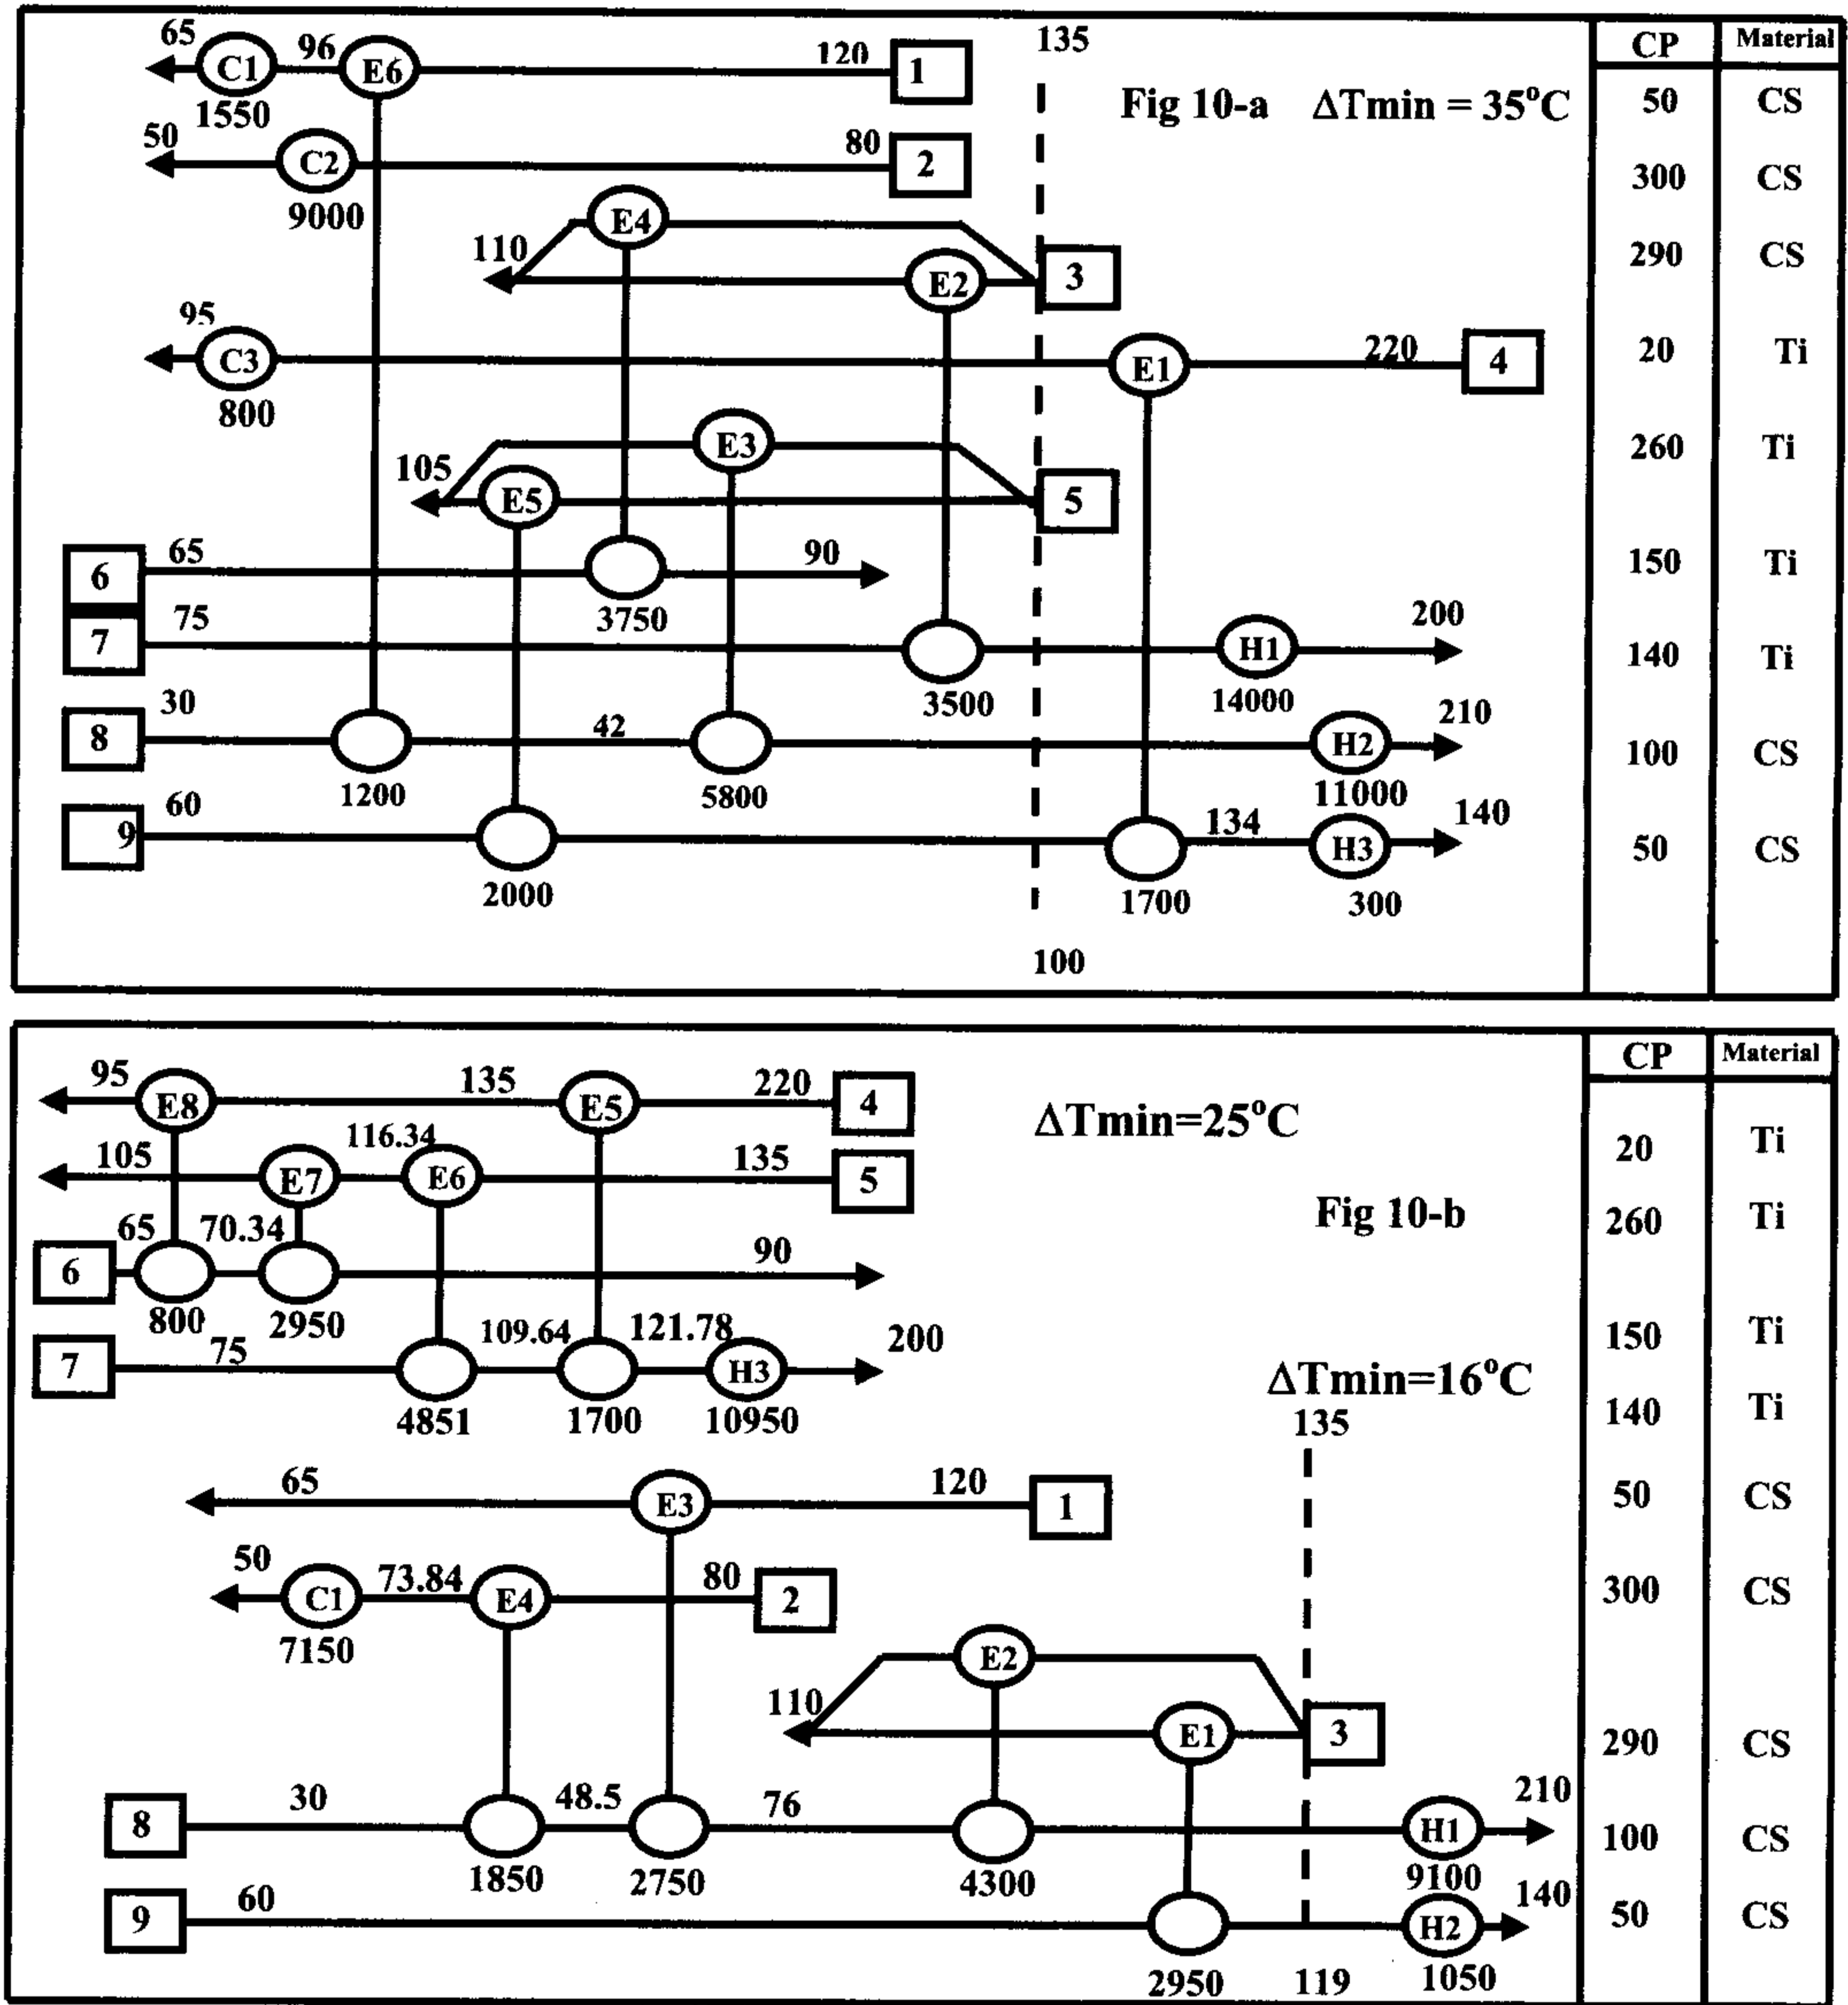 CP Material
65 96 120 1 135
C1 E6
1550
Fig 10-a ΔTmin = 35°C
50 CS
50 80 2
C2
9000
300 CS
E4
110 E2 3
290 CS
95
C3 E1 220 4
800
20 Ti
E3
105 E5 5
260 Ti
6 65 90
3750
150 Ti
7 75 200
H1
3500 14000
140 Ti
8 30 42 210
H2
1200 5800 11000
100 CS
9 60 134 140
H3
2000 1700 300
50 CS
100
CP Material
95 135 220 4
E8 E5
ΔTmin=25°C
20 Ti
105 116.34 135 5
E7 E6
Fig 10-b
260 Ti
6 65 70.34 90
800 2950
150 Ti
7 75 109.64 121.78 200
H3
4851 1700 10950
ΔTmin=16°C
135
140 Ti
65 120 1
E3
50 CS
50 73.84 80 2
C1 E4
7150
300 CS
E2
110 E1 3
290 CS
8 30 48.5 76 210
H1
1850 2750 4300 9100
100 CS
9 60 140
H2
2950 119 1050
50 CS